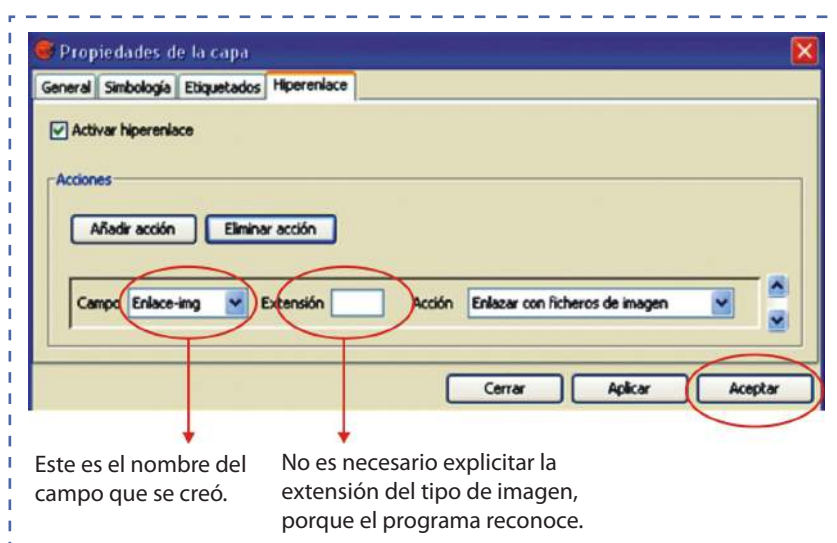 Propiedades de la capa
General Simbología Etiquetados Hiperenlace
Activar hiperenlace
Acciones
Añadir acción Eliminar acción
Campo Enlace-img Extensión Acción Enlazar con ficheros de imagen
Cerrar Aplicar Aceptar
Este es el nombre del
campo que se creó.
No es necesario explicitar la
extensión del tipo de imagen,
porque el programa reconoce.